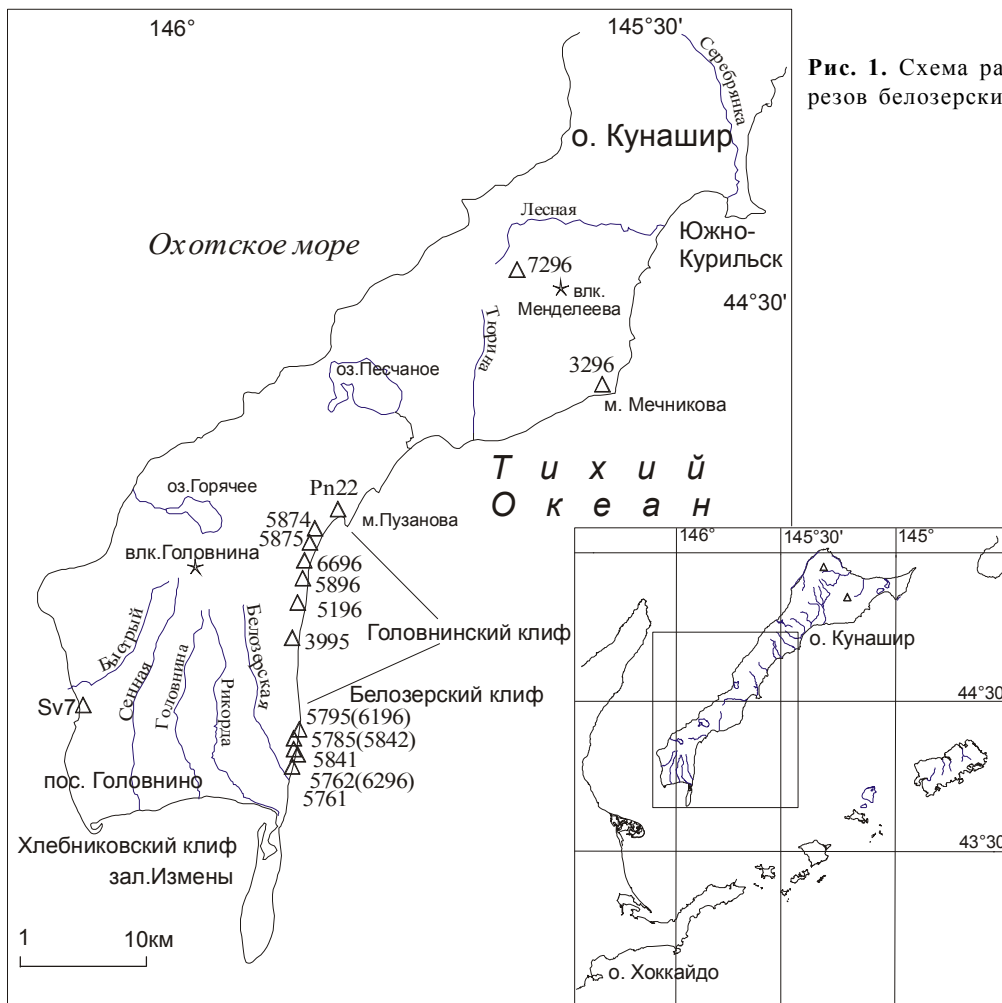 146°
145°30'
Серебрянка
Рис. 1. Схема ра
резов белозерски
о. Кунашир
Лесная
Охотское море
Южно-
Курильск
7296
влк.
Менделеева
44°30'
Тюрина
оз.Песчаное
3296
м. Мечникова
Тихий
Океан
оз.Горячее
Pn22
м.Пузанова
5874
5875
влк.Головнина
6696
5896
5196
Головнинский клиф
3995
Быстрый
Сенная
Головнина
Рикорда
Белозерская
Белозерский клиф
Sv7
5795(6196)
5785(5842)
5841
пос. Головнино
5762(6296)
5761
Хлебниковский клиф
зал.Измены
1
10км
146°
145°30'
145°
о. Кунашир
44°30'
43°30'
о. Хоккайдо